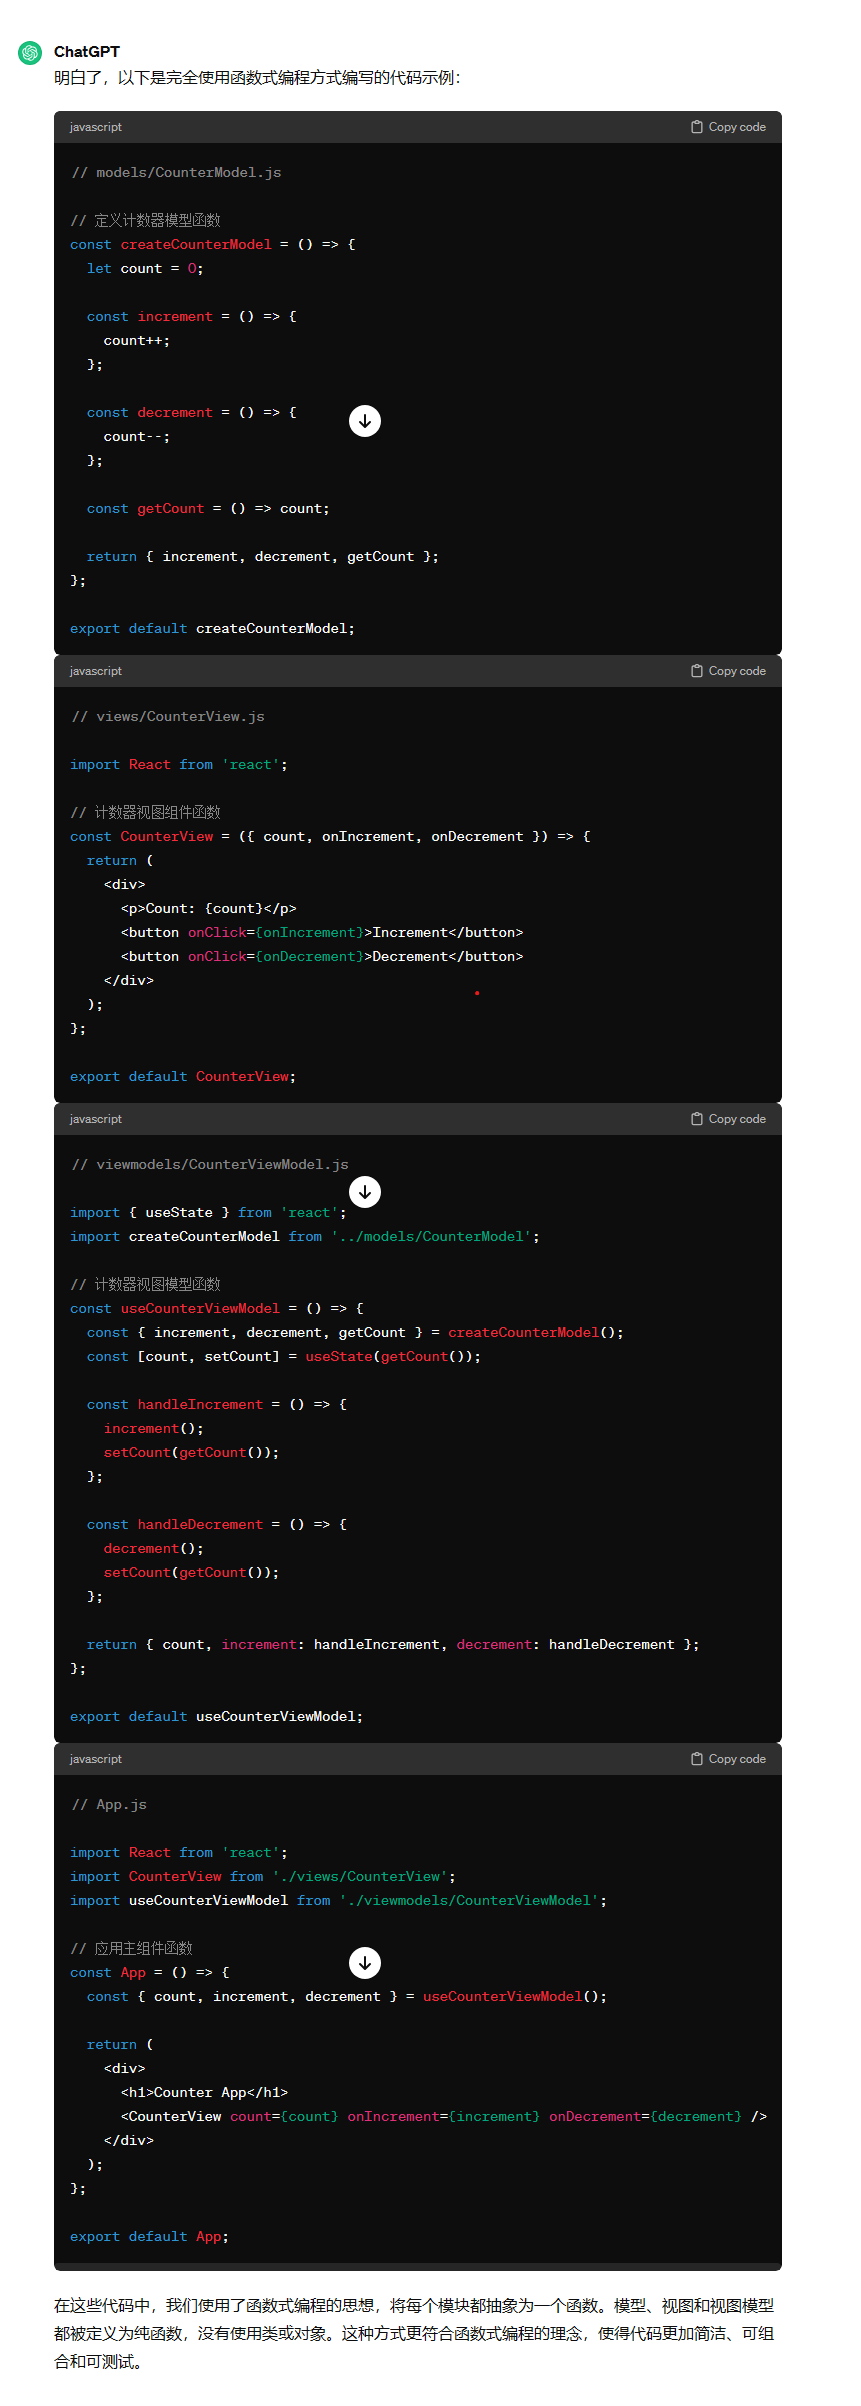 ChatGPT
明白了，以下是完全使用函数式编程方式编写的代码示例：
javascript
Copy code
// models/CounterModel.js
// 定义计数器模型函数
const createCounterModel = () => {
  let count = 0;
  const increment = () => {
    count++;
  };
  const decrement = () => {
    count--;
  };
  const getCount = () => count;
  return { increment, decrement, getCount };
};
export default createCounterModel;
javascript
Copy code
// views/CounterView.js
import React from 'react';
// 计数器视图组件函数
const CounterView = ({ count, onIncrement, onDecrement }) => {
  return (
    <div>
      <p>Count: {count}</p>
      <button onClick={onIncrement}>Increment</button>
      <button onClick={onDecrement}>Decrement</button>
    </div>
  );
};
export default CounterView;
javascript
Copy code
// viewmodels/CounterViewModel.js
import { useState } from 'react';
import createCounterModel from '../models/CounterModel';
// 计数器视图模型函数
const useCounterViewModel = () => {
  const { increment, decrement, getCount } = createCounterModel();
  const [count, setCount] = useState(getCount());
  const handleIncrement = () => {
    increment();
    setCount(getCount());
  };
  const handleDecrement = () => {
    decrement();
    setCount(getCount());
  };
  return { count, increment: handleIncrement, decrement: handleDecrement };
};
export default useCounterViewModel;
javascript
Copy code
// App.js
import React from 'react';
import CounterView from './views/CounterView';
import useCounterViewModel from './viewmodels/CounterViewModel';
// 应用主组件函数
const App = () => {
  const { count, increment, decrement } = useCounterViewModel();
  return (
    <div>
      <h1>Counter App</h1>
      <CounterView count={count} onIncrement={increment} onDecrement={decrement} />
    </div>
  );
};
export default App;
在这些代码中，我们使用了函数式编程的思想，将每个模块都抽象为一个函数。模型、视图和视图模型
都被定义为纯函数，没有使用类或对象。这种方式更符合函数式编程的理念，使得代码更加简洁、可组
合和可测试。